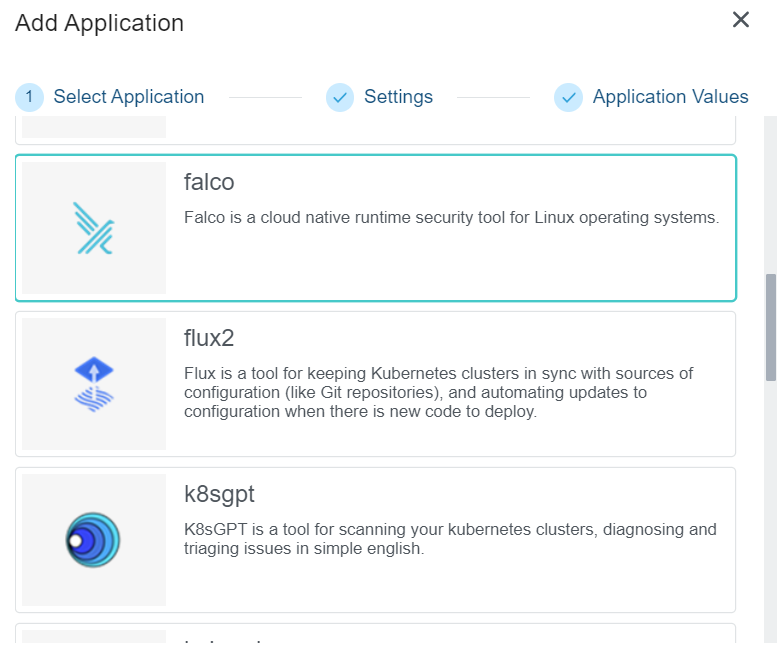 Add Application
1 Select Application Settings Application Values
falco
Falco is a cloud native runtime security tool for Linux operating systems.
flux2
Flux is a tool for keeping Kubernetes clusters in sync with sources of
configuration (like Git repositories), and automating updates to
configuration when there is new code to deploy.
k8sgpt
K8sGPT is a tool for scanning your kubernetes clusters, diagnosing and
triaging issues in simple english.